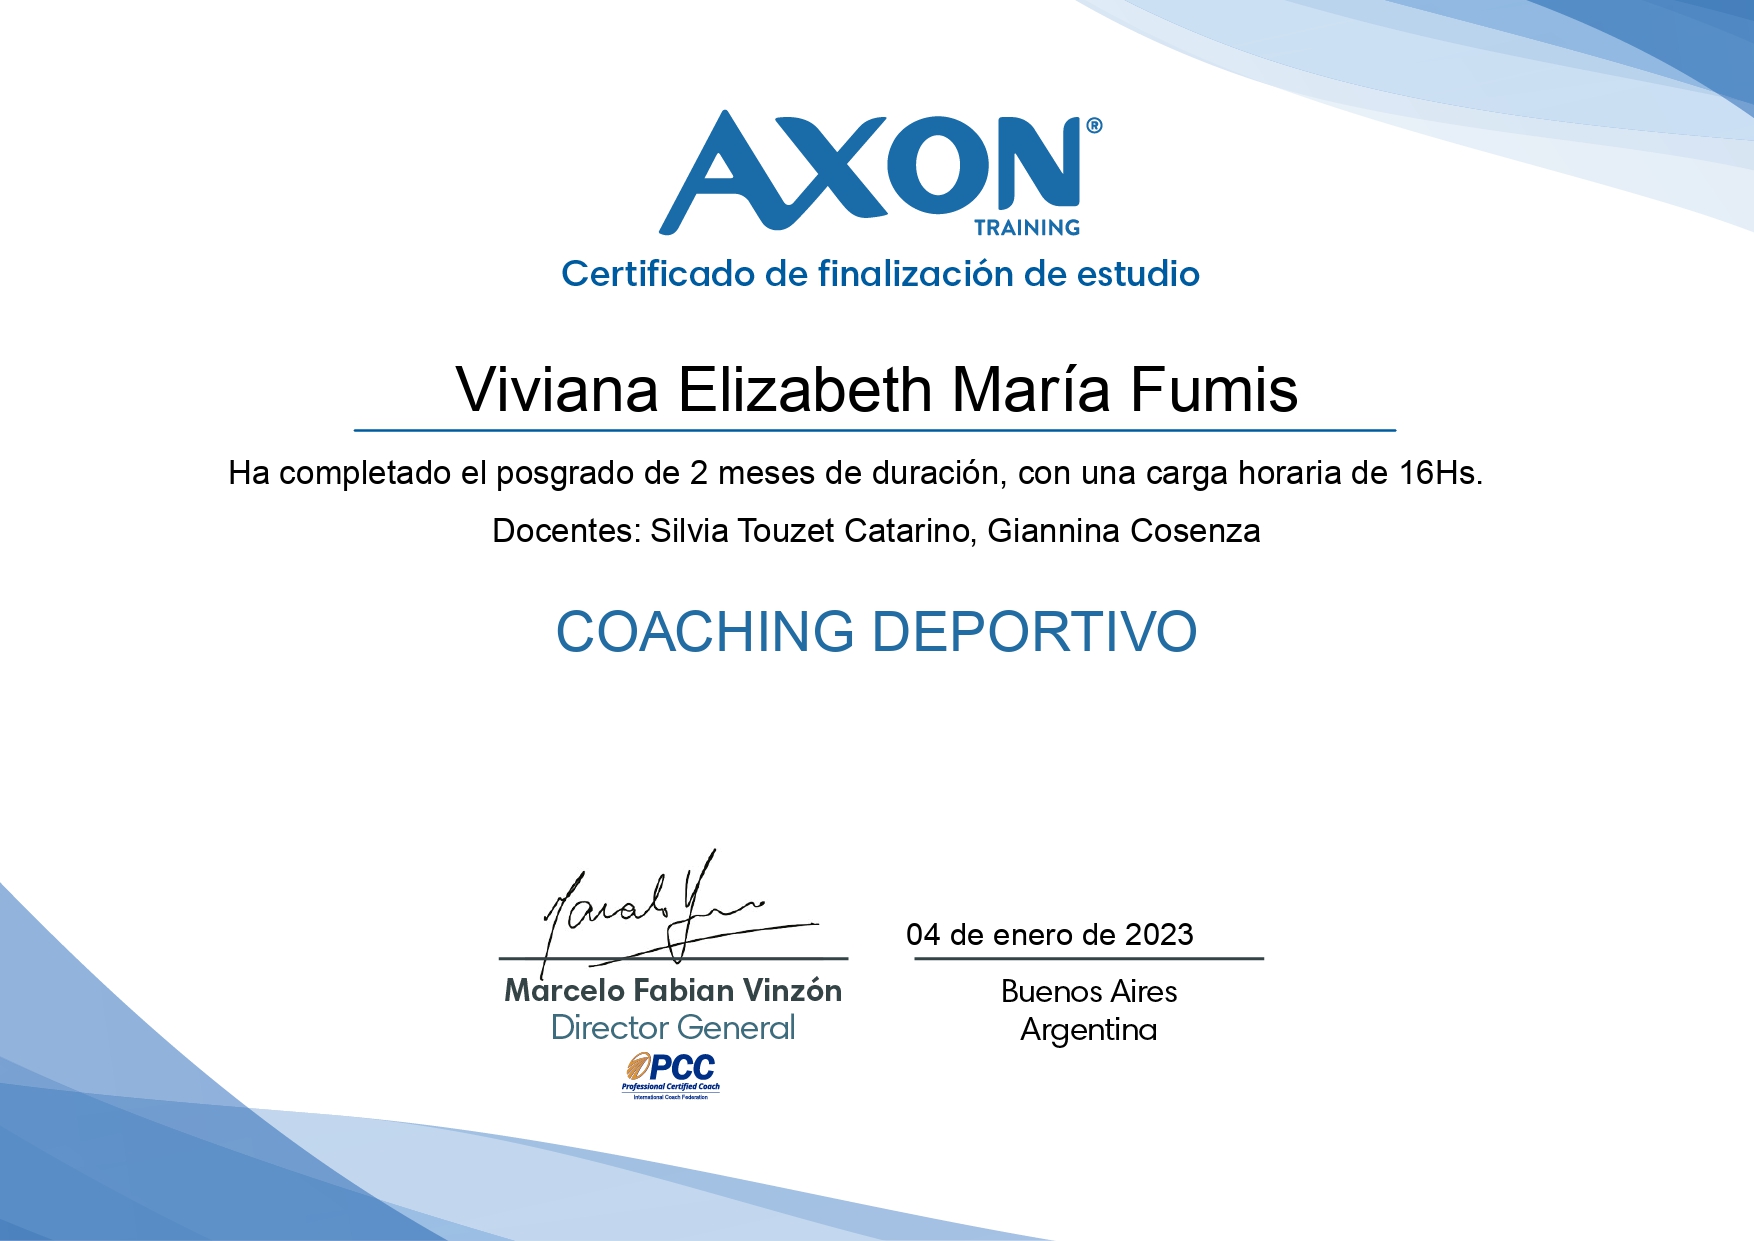 AXON®
TRAINING
Certificado de finalización de estudio
Viviana Elizabeth María Fumis
Ha completado el posgrado de 2 meses de duración, con una carga horaria de 16Hs.
Docentes: Silvia Touzet Catarino, Giannina Cosenza
COACHING DEPORTIVO
04 de enero de 2023
Marcelo Fabian Vinzón
Director General
PCC
Professional Certified Coach
International Coach Federation
Buenos Aires
Argentina